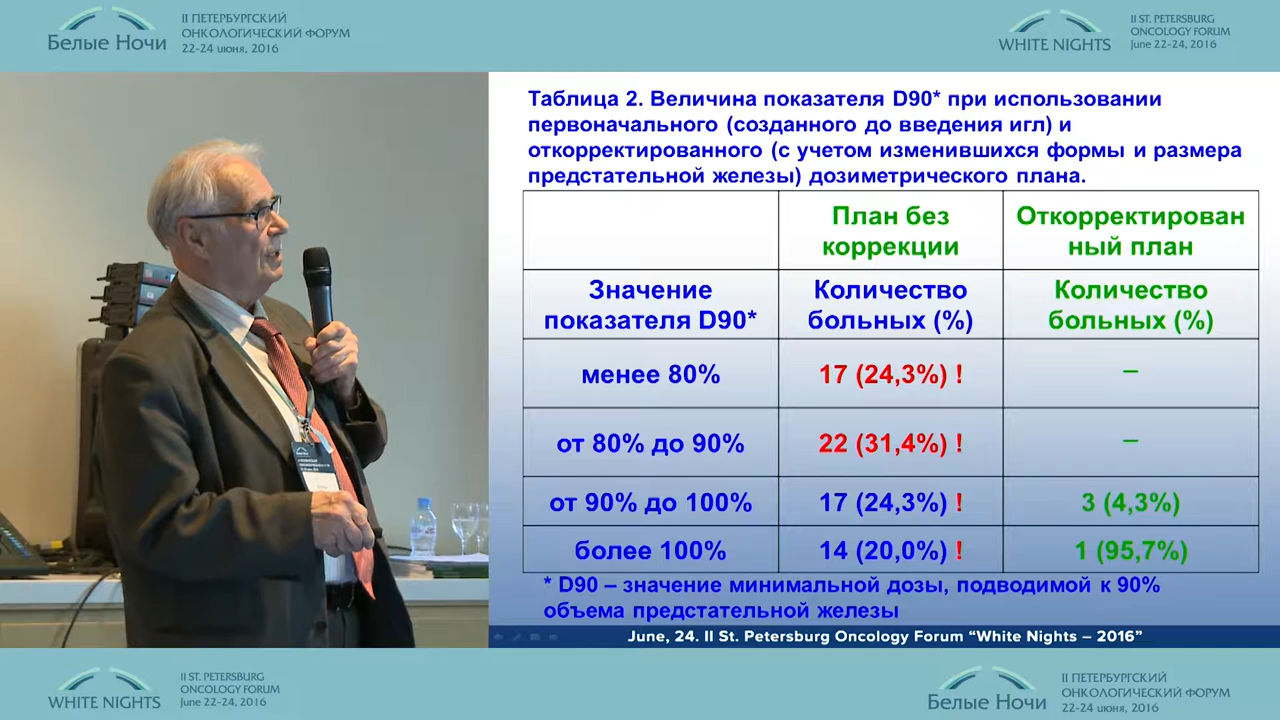 II ПЕТЕРБУРГСКИЙ
ОНКОЛОГИЧЕСКИЙ ФОРУМ
Белые Ночи
22-24 июня, 2016
II ST. PETERSBURG
ONCOLOGY FORUM
WHITE NIGHTS
June 22-24, 2016
Таблица 2. Величина показателя D90* при использовании
первоначального (созданного до введения игл) и
откорректированного (с учетом изменившихся формы и размера
предстательной железы) дозиметрического плана.
План без
коррекции
Откорректирован
ный план
Значение
показателя D90*
Количество
больных (%)
Количество
больных (%)
менее 80%
17 (24,3%) !
–
от 80% до 90%
22 (31,4%) !
–
от 90% до 100%
17 (24,3%) !
3 (4,3%)
более 100%
14 (20,0%) !
1 (95,7%)
* D90 – значение минимальной дозы, подводимой к 90%
объема предстательной железы
June, 24. II St. Petersburg Oncology Forum “White Nights – 2016”
WHITE NIGHTS
II ST. PETERSBURG
ONCOLOGY FORUM
June 22-24, 2016
Белые Ночи
II ПЕТЕРБУРГСКИЙ
ОНКОЛОГИЧЕСКИЙ ФОРУМ
22-24 июня, 2016